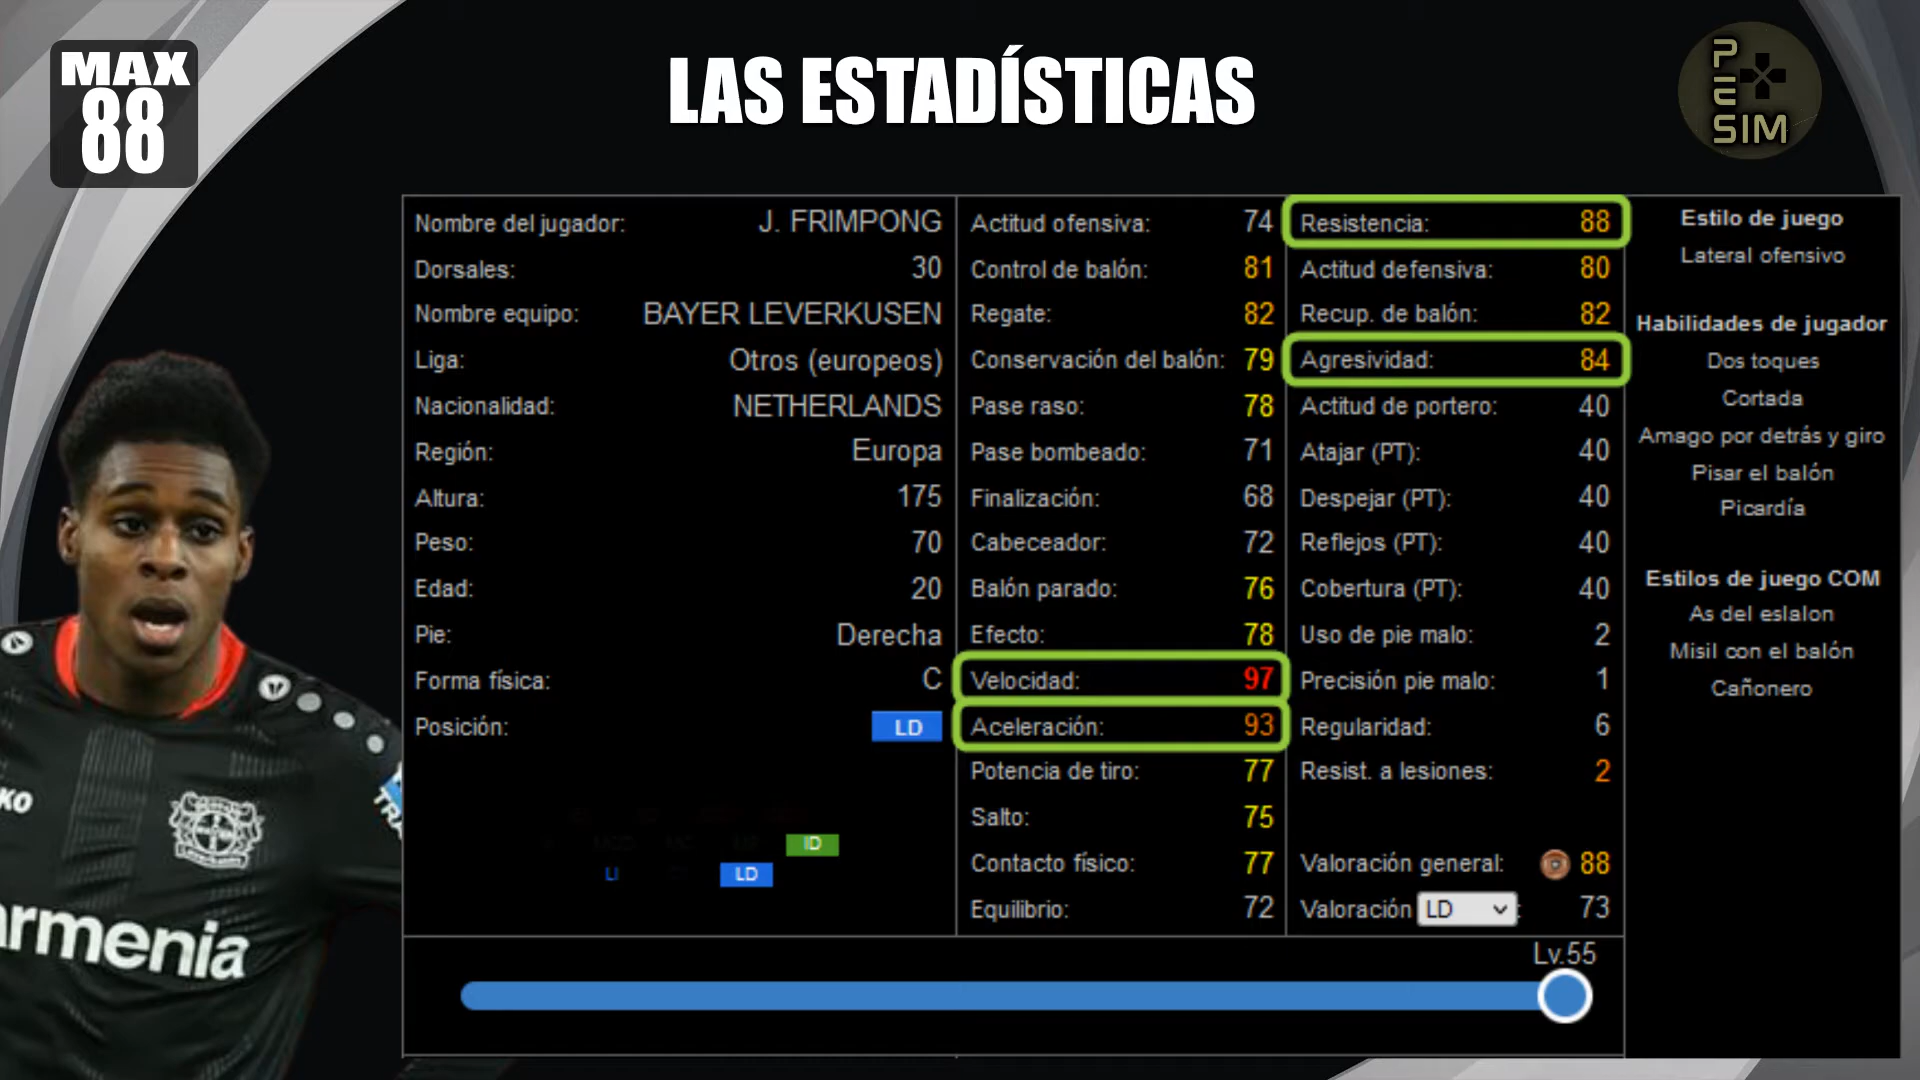 MAX
88
LAS ESTADÍSTICAS
PE
SIM
Nombre del jugador: J. FRIMPONG
Dorsales: 30
Nombre equipo: BAYER LEVERKUSEN
Liga: Otros (europeos)
Nacionalidad: NETHERLANDS
Región: Europa
Altura: 175
Peso: 70
Edad: 20
Pie: Derecha
Forma física: C
Posición: LD
ID
LI LD
Actitud ofensiva: 74
Control de balón: 81
Regate: 82
Conservación del balón: 79
Pase raso: 78
Pase bombeado: 71
Finalización: 68
Cabeceador: 72
Balón parado: 76
Efecto: 78
Velocidad: 97
Aceleración: 93
Potencia de tiro: 77
Salto: 75
Contacto físico: 77
Equilibrio: 72
Resistencia: 88
Actitud defensiva: 80
Recup. de balón: 82
Agresividad: 84
Actitud de portero: 40
Atajar (PT): 40
Despejar (PT): 40
Reflejos (PT): 40
Cobertura (PT): 40
Uso de pie malo: 2
Precisión pie malo: 1
Regularidad: 6
Resist. a lesiones: 2
Valoración general: 88
Valoración LD : 73
Estilo de juego
Lateral ofensivo
Habilidades de jugador
Dos toques
Cortada
Amago por detrás y giro
Pisar el balón
Picardía
Estilos de juego COM
As del eslalon
Misil con el balón
Cañonero
Lv.55
KO
TRA
Leverkusen
armenia